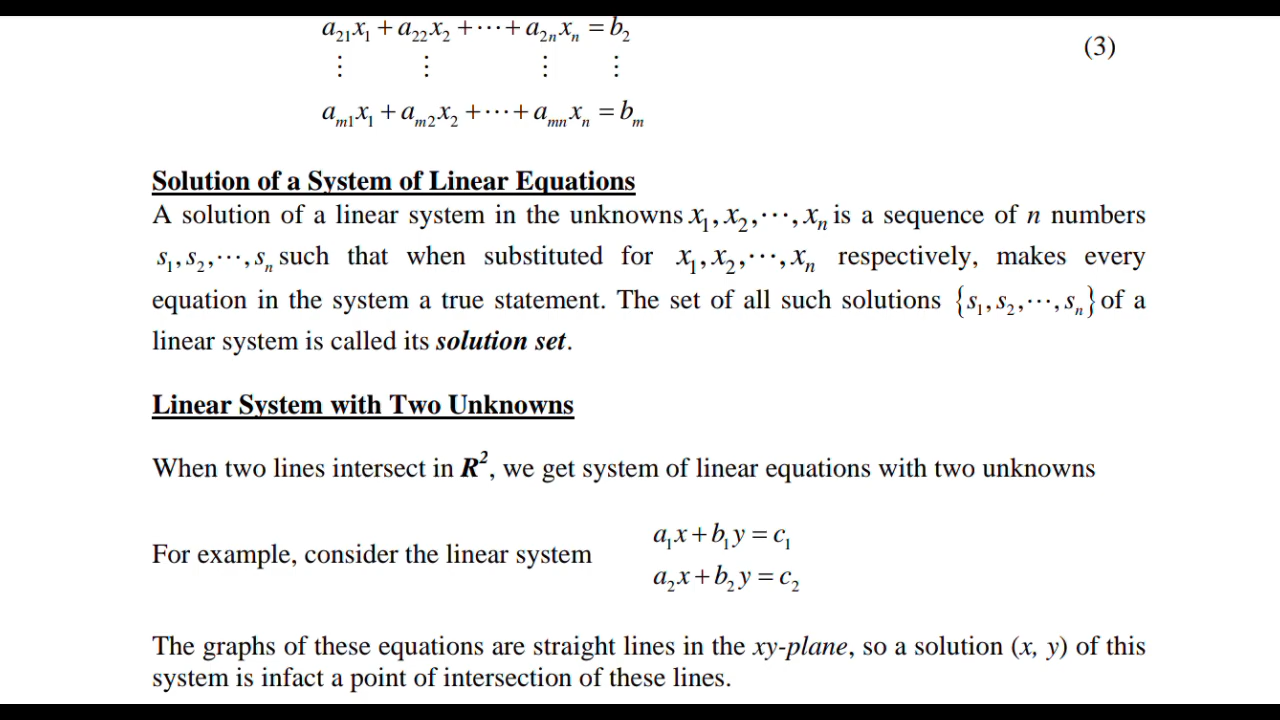 a₂₁x₁ + a₂₂x₂ + ⋯ + a₂ₙxₙ = b₂
(3)
⋮ ⋮ ⋮ ⋮
aₘ₁x₁ + aₘ₂x₂ + ⋯ + aₘₙxₙ = bₘ
Solution of a System of Linear Equations
A solution of a linear system in the unknowns x₁, x₂, ⋯, xₙ is a sequence of n numbers
s₁, s₂, ⋯, sₙ such that when substituted for x₁, x₂, ⋯, xₙ respectively, makes every
equation in the system a true statement. The set of all such solutions {s₁, s₂, ⋯, sₙ} of a
linear system is called its solution set.
Linear System with Two Unknowns
When two lines intersect in R², we get system of linear equations with two unknowns
a₁x + b₁y = c₁
For example, consider the linear system
a₂x + b₂y = c₂
The graphs of these equations are straight lines in the xy-plane, so a solution (x, y) of this
system is infact a point of intersection of these lines.